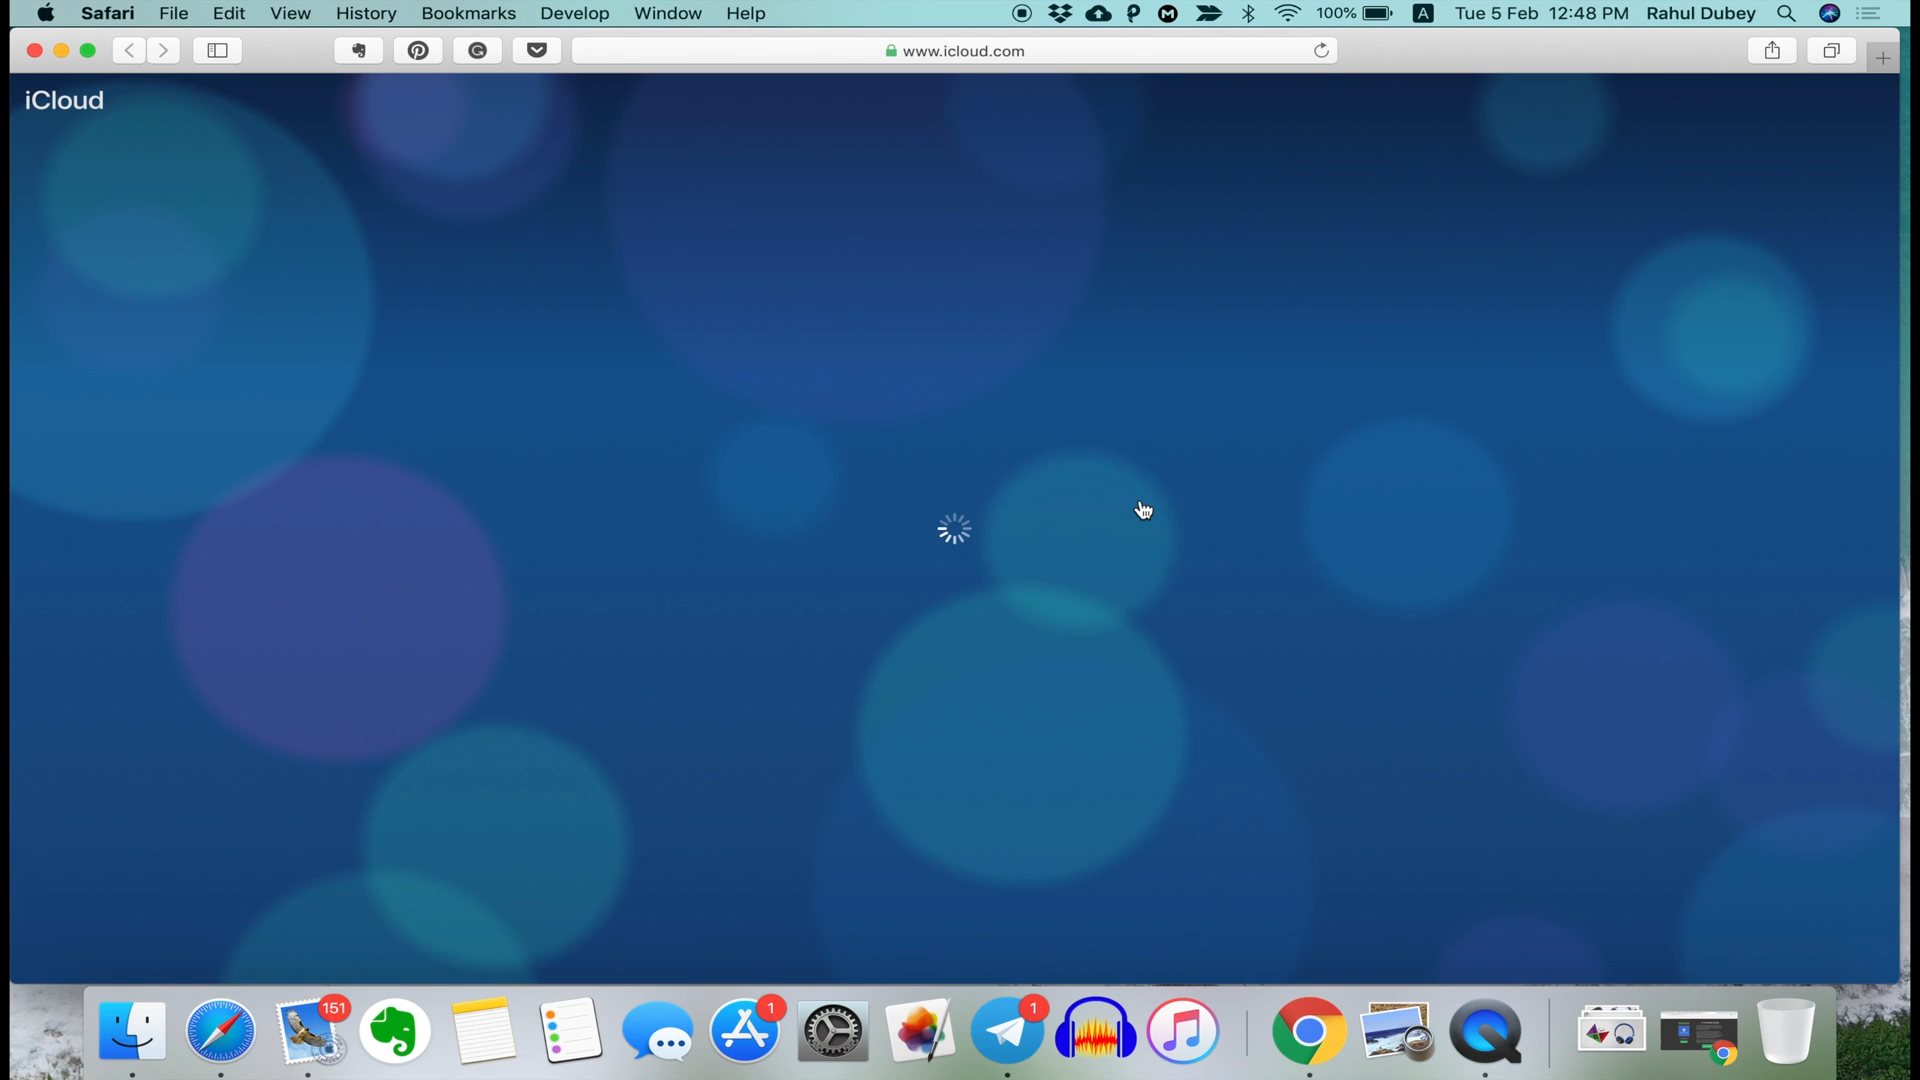 Safari File Edit View History Bookmarks Develop Window Help 100% A Tue 5 Feb 12:48 PM Rahul Dubey
www.icloud.com
iCloud
151
1
1